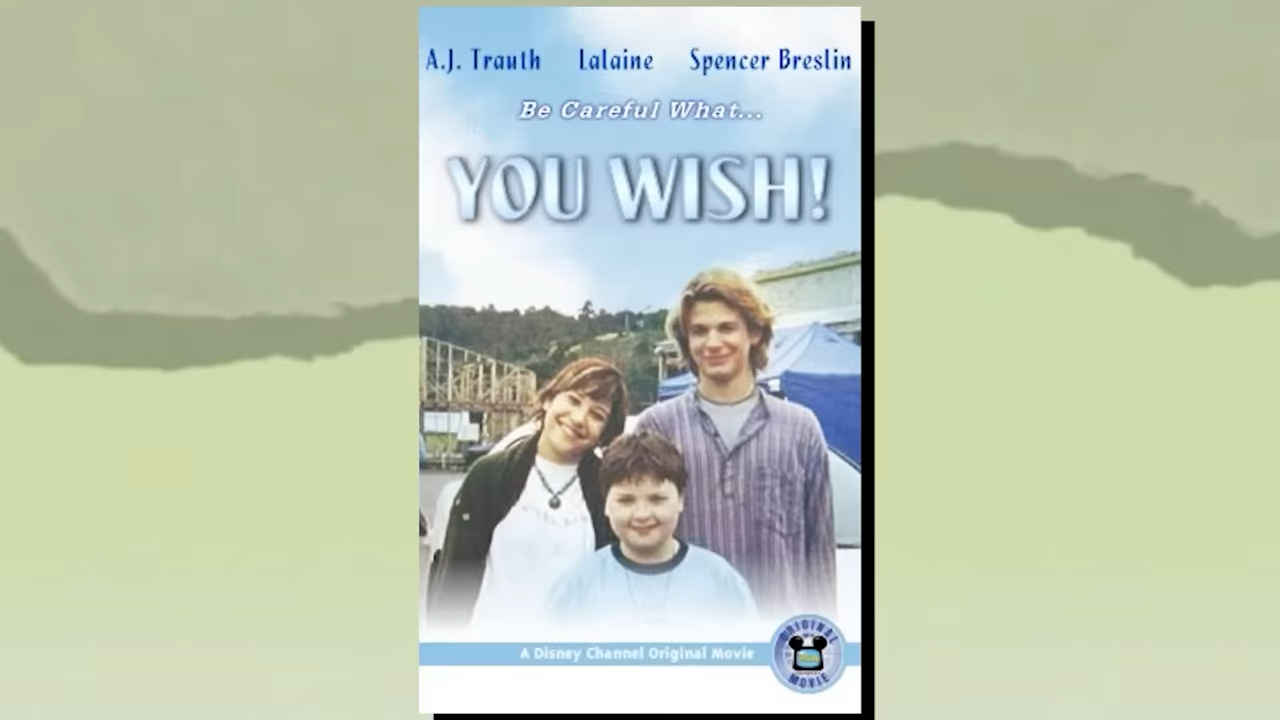 A.J. Trauth Lalaine Spencer Breslin
Be Careful What...
YOU WISH!
A Disney Channel Original Movie
ORIGINAL
MOVIE